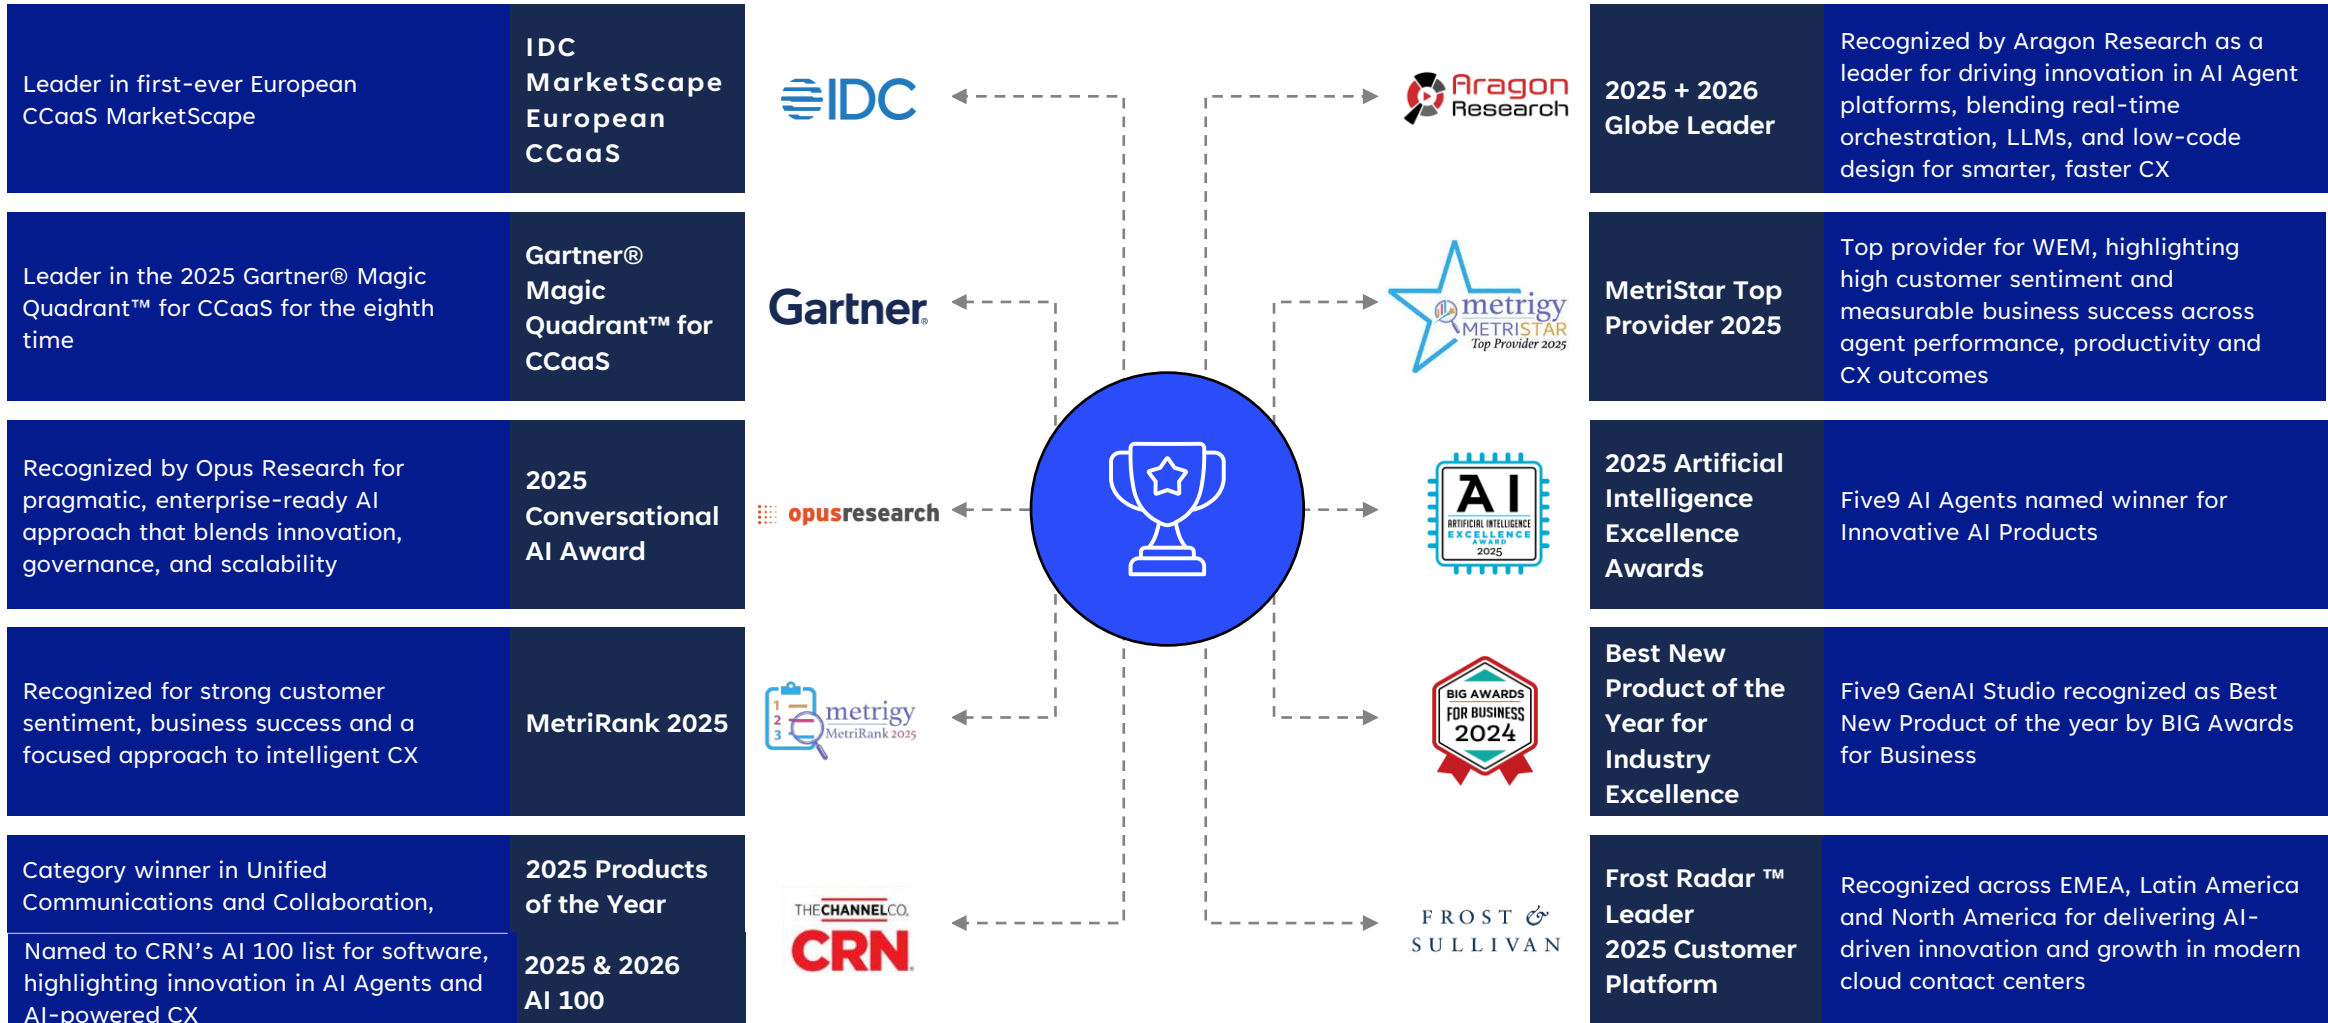 Leader in first-ever European
CCaaS MarketScape
IDC
MarketScape
European
CCaaS
IDC
Aragon
Research
2025 + 2026
Globe Leader
Recognized by Aragon Research as a
leader for driving innovation in AI Agent
platforms, blending real-time
orchestration, LLMs, and low-code
design for smarter, faster CX
Leader in the 2025 Gartner® Magic
Quadrant™ for CCaaS for the eighth
time
Gartner®
Magic
Quadrant™ for
CCaaS
Gartner®
metrigy
METRISTAR
Top Provider 2025
MetriStar Top
Provider 2025
Top provider for WEM, highlighting
high customer sentiment and
measurable business success across
agent performance, productivity and
CX outcomes
Recognized by Opus Research for
pragmatic, enterprise-ready AI
approach that blends innovation,
governance, and scalability
2025
Conversational
AI Award
opusresearch
AI
ARTIFICIAL INTELLIGENCE
EXCELLENCE
AWARD
2025
2025 Artificial
Intelligence
Excellence
Awards
Five9 AI Agents named winner for
Innovative AI Products
Recognized for strong customer
sentiment, business success and a
focused approach to intelligent CX
MetriRank 2025
1
2
3
metrigy
MetriRank 2025
BIG AWARDS
FOR BUSINESS
2024
Best New
Product of the
Year for
Industry
Excellence
Five9 GenAI Studio recognized as Best
New Product of the year by BIG Awards
for Business
Category winner in Unified
Communications and Collaboration,
2025 Products
of the Year
Named to CRN’s AI 100 list for software,
highlighting innovation in AI Agents and
AI-powered CX
2025 & 2026
AI 100
THE CHANNEL CO.
CRN®
FROST &
SULLIVAN
Frost Radar ™
Leader
2025 Customer
Platform
Recognized across EMEA, Latin America
and North America for delivering AI-
driven innovation and growth in modern
cloud contact centers